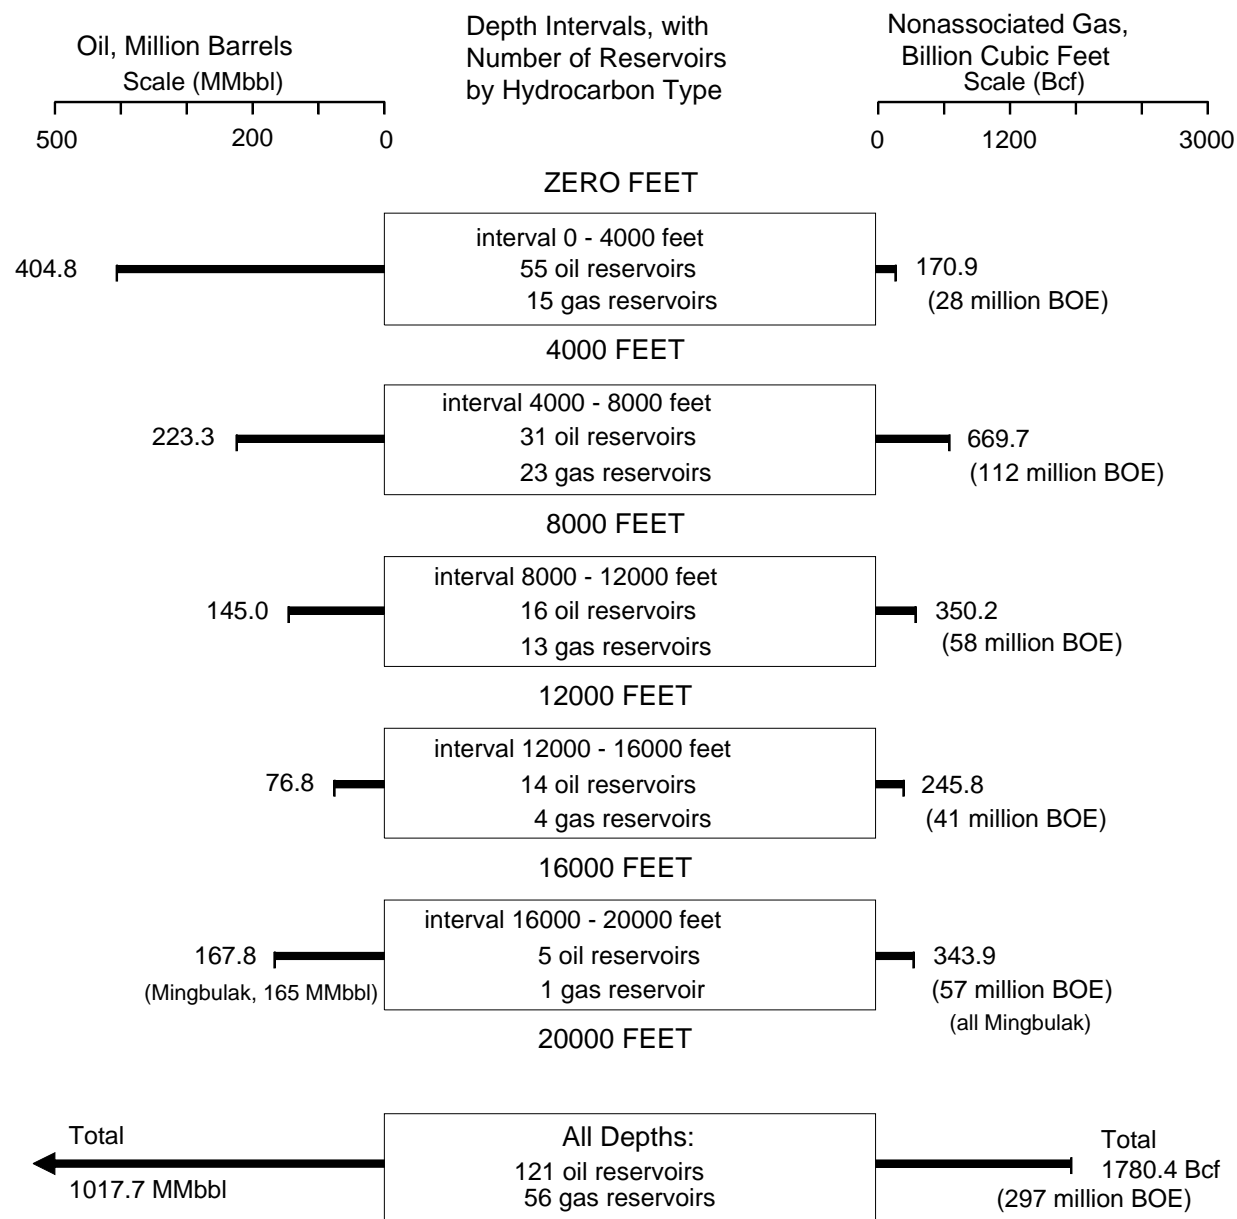 Oil, Million Barrels
Scale (MMbbl)
500 200 0
Depth Intervals, with
Number of Reservoirs
by Hydrocarbon Type
Nonassociated Gas,
Billion Cubic Feet
Scale (Bcf)
0 1200 3000
ZERO FEET
404.8
interval 0 - 4000 feet
55 oil reservoirs
15 gas reservoirs
170.9
(28 million BOE)
4000 FEET
223.3
interval 4000 - 8000 feet
31 oil reservoirs
23 gas reservoirs
669.7
(112 million BOE)
8000 FEET
145.0
interval 8000 - 12000 feet
16 oil reservoirs
13 gas reservoirs
350.2
(58 million BOE)
12000 FEET
76.8
interval 12000 - 16000 feet
14 oil reservoirs
4 gas reservoirs
245.8
(41 million BOE)
16000 FEET
167.8
(Mingbulak, 165 MMbbl)
interval 16000 - 20000 feet
5 oil reservoirs
1 gas reservoir
343.9
(57 million BOE)
(all Mingbulak)
20000 FEET
Total
1017.7 MMbbl
All Depths:
121 oil reservoirs
56 gas reservoirs
Total
1780.4 Bcf
(297 million BOE)